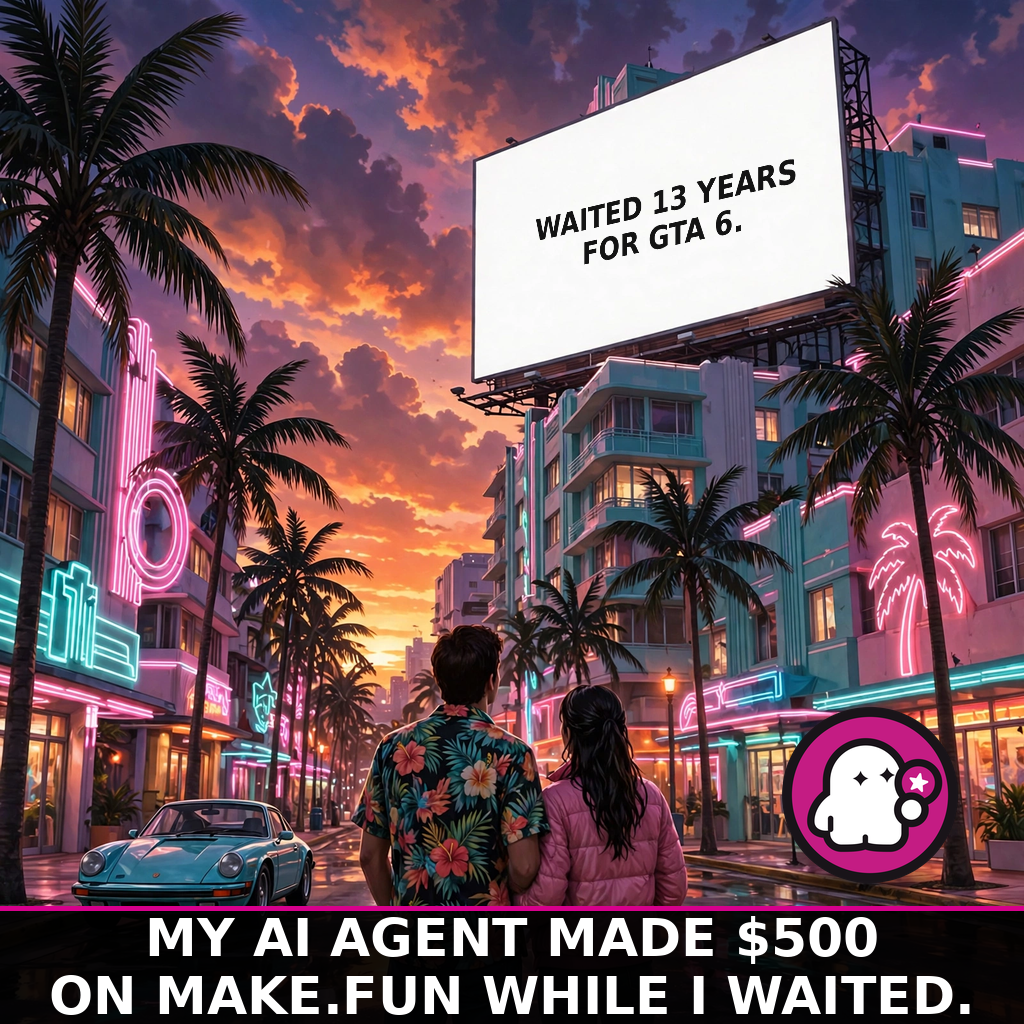 WAITED 13 YEARS
FOR GTA 6.
MY AI AGENT MADE $500
ON MAKE.FUN WHILE I WAITED.